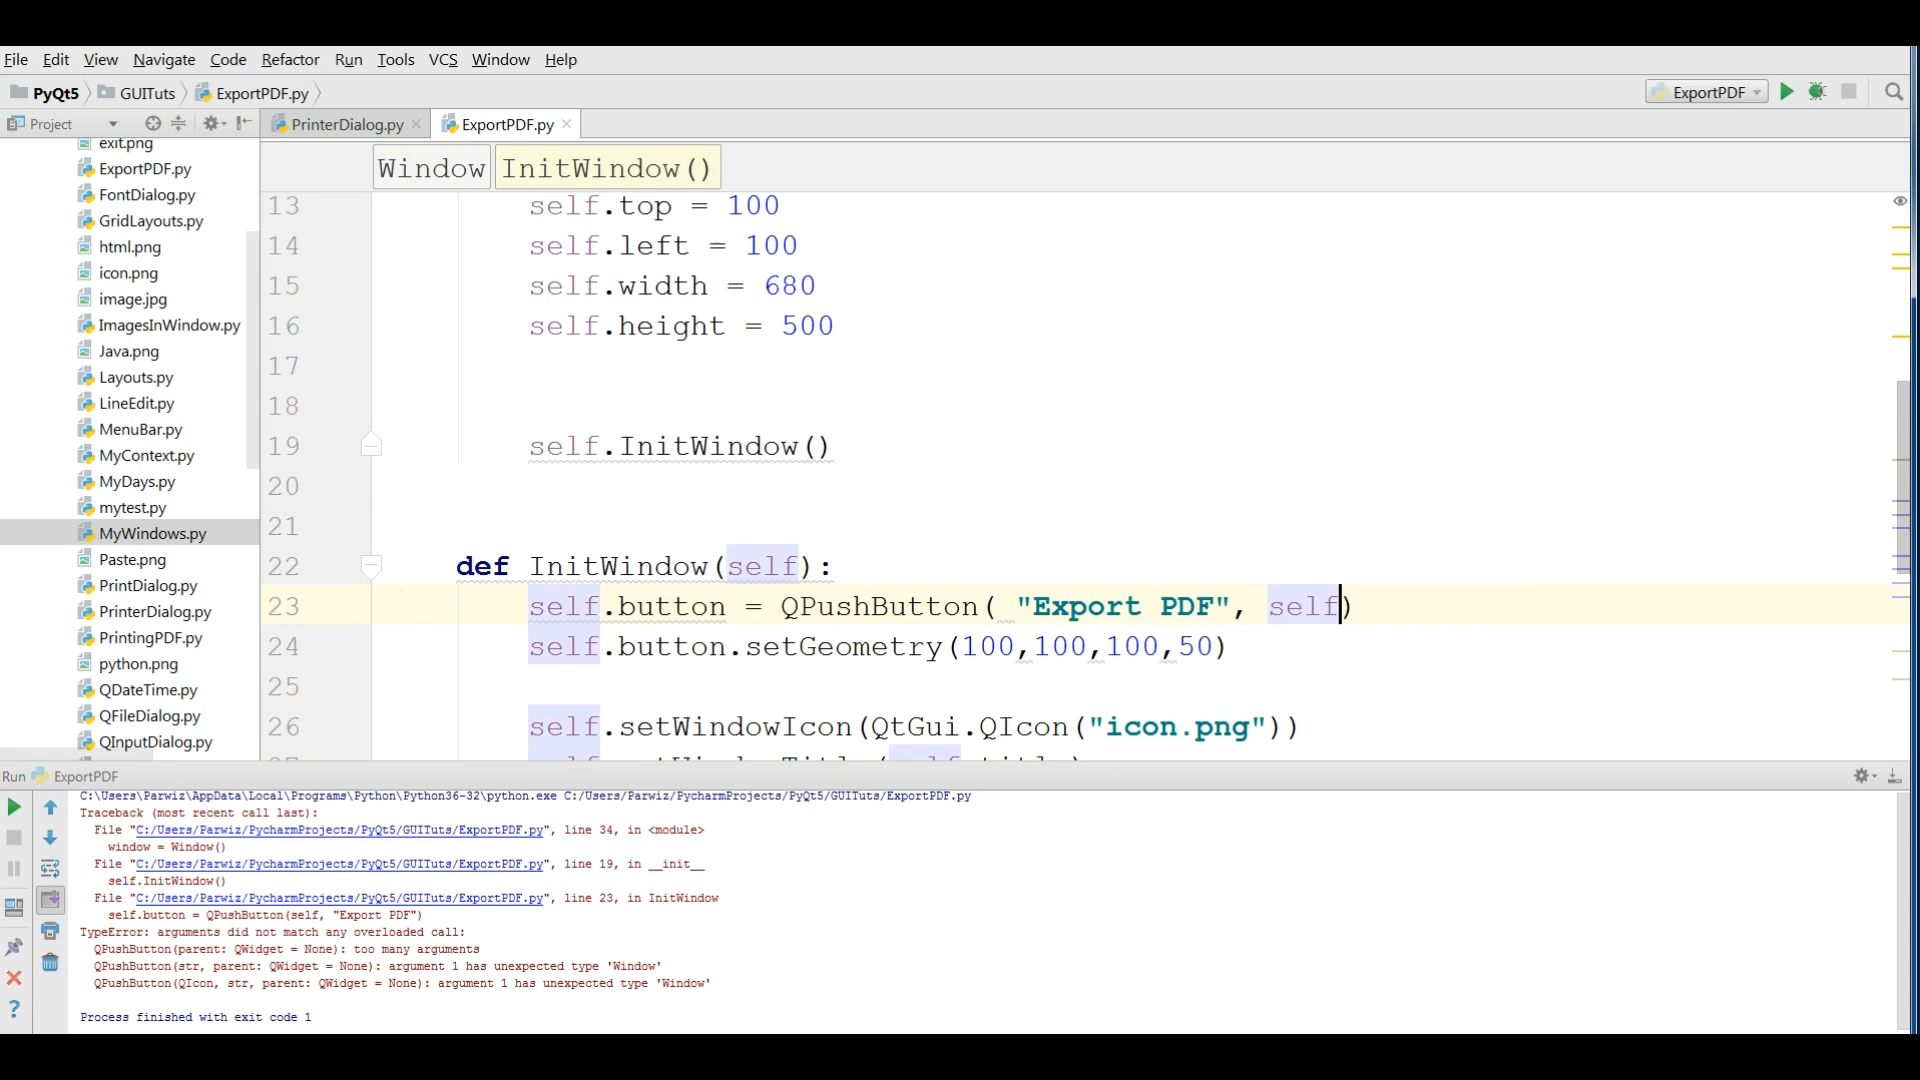 File Edit View Navigate Code Refactor Run Tools VCS Window Help
PyQt5 GUITuts ExportPDF.py ExportPDF
Project PrinterDialog.py ExportPDF.py
exit.png
ExportPDF.py
FontDialog.py
GridLayouts.py
html.png
icon.png
image.jpg
ImagesInWindow.py
Java.png
Layouts.py
LineEdit.py
MenuBar.py
MyContext.py
MyDays.py
mytest.py
MyWindows.py
Paste.png
PrintDialog.py
PrinterDialog.py
PrintingPDF.py
python.png
QDateTime.py
QFileDialog.py
QInputDialog.py
Window InitWindow()
13 self.top = 100
14 self.left = 100
15 self.width = 680
16 self.height = 500
17
18
19 self.InitWindow()
20
21
22 def InitWindow(self):
23 self.button = QPushButton( "Export PDF", self)
24 self.button.setGeometry(100,100,100,50)
25
26 self.setWindowIcon(QtGui.QIcon("icon.png"))
Run ExportPDF
C:\Users\Parwiz\AppData\Local\Programs\Python\Python36-32\python.exe C:/Users/Parwiz/PycharmProjects/PyQt5/GUITuts/ExportPDF.py
Traceback (most recent call last):
File "C:/Users/Parwiz/PycharmProjects/PyQt5/GUITuts/ExportPDF.py", line 34, in <module>
window = Window()
File "C:/Users/Parwiz/PycharmProjects/PyQt5/GUITuts/ExportPDF.py", line 19, in __init__
self.InitWindow()
File "C:/Users/Parwiz/PycharmProjects/PyQt5/GUITuts/ExportPDF.py", line 23, in InitWindow
self.button = QPushButton(self, "Export PDF")
TypeError: arguments did not match any overloaded call:
QPushButton(parent: QWidget = None): too many arguments
QPushButton(str, parent: QWidget = None): argument 1 has unexpected type 'Window'
QPushButton(QIcon, str, parent: QWidget = None): argument 1 has unexpected type 'Window'
Process finished with exit code 1